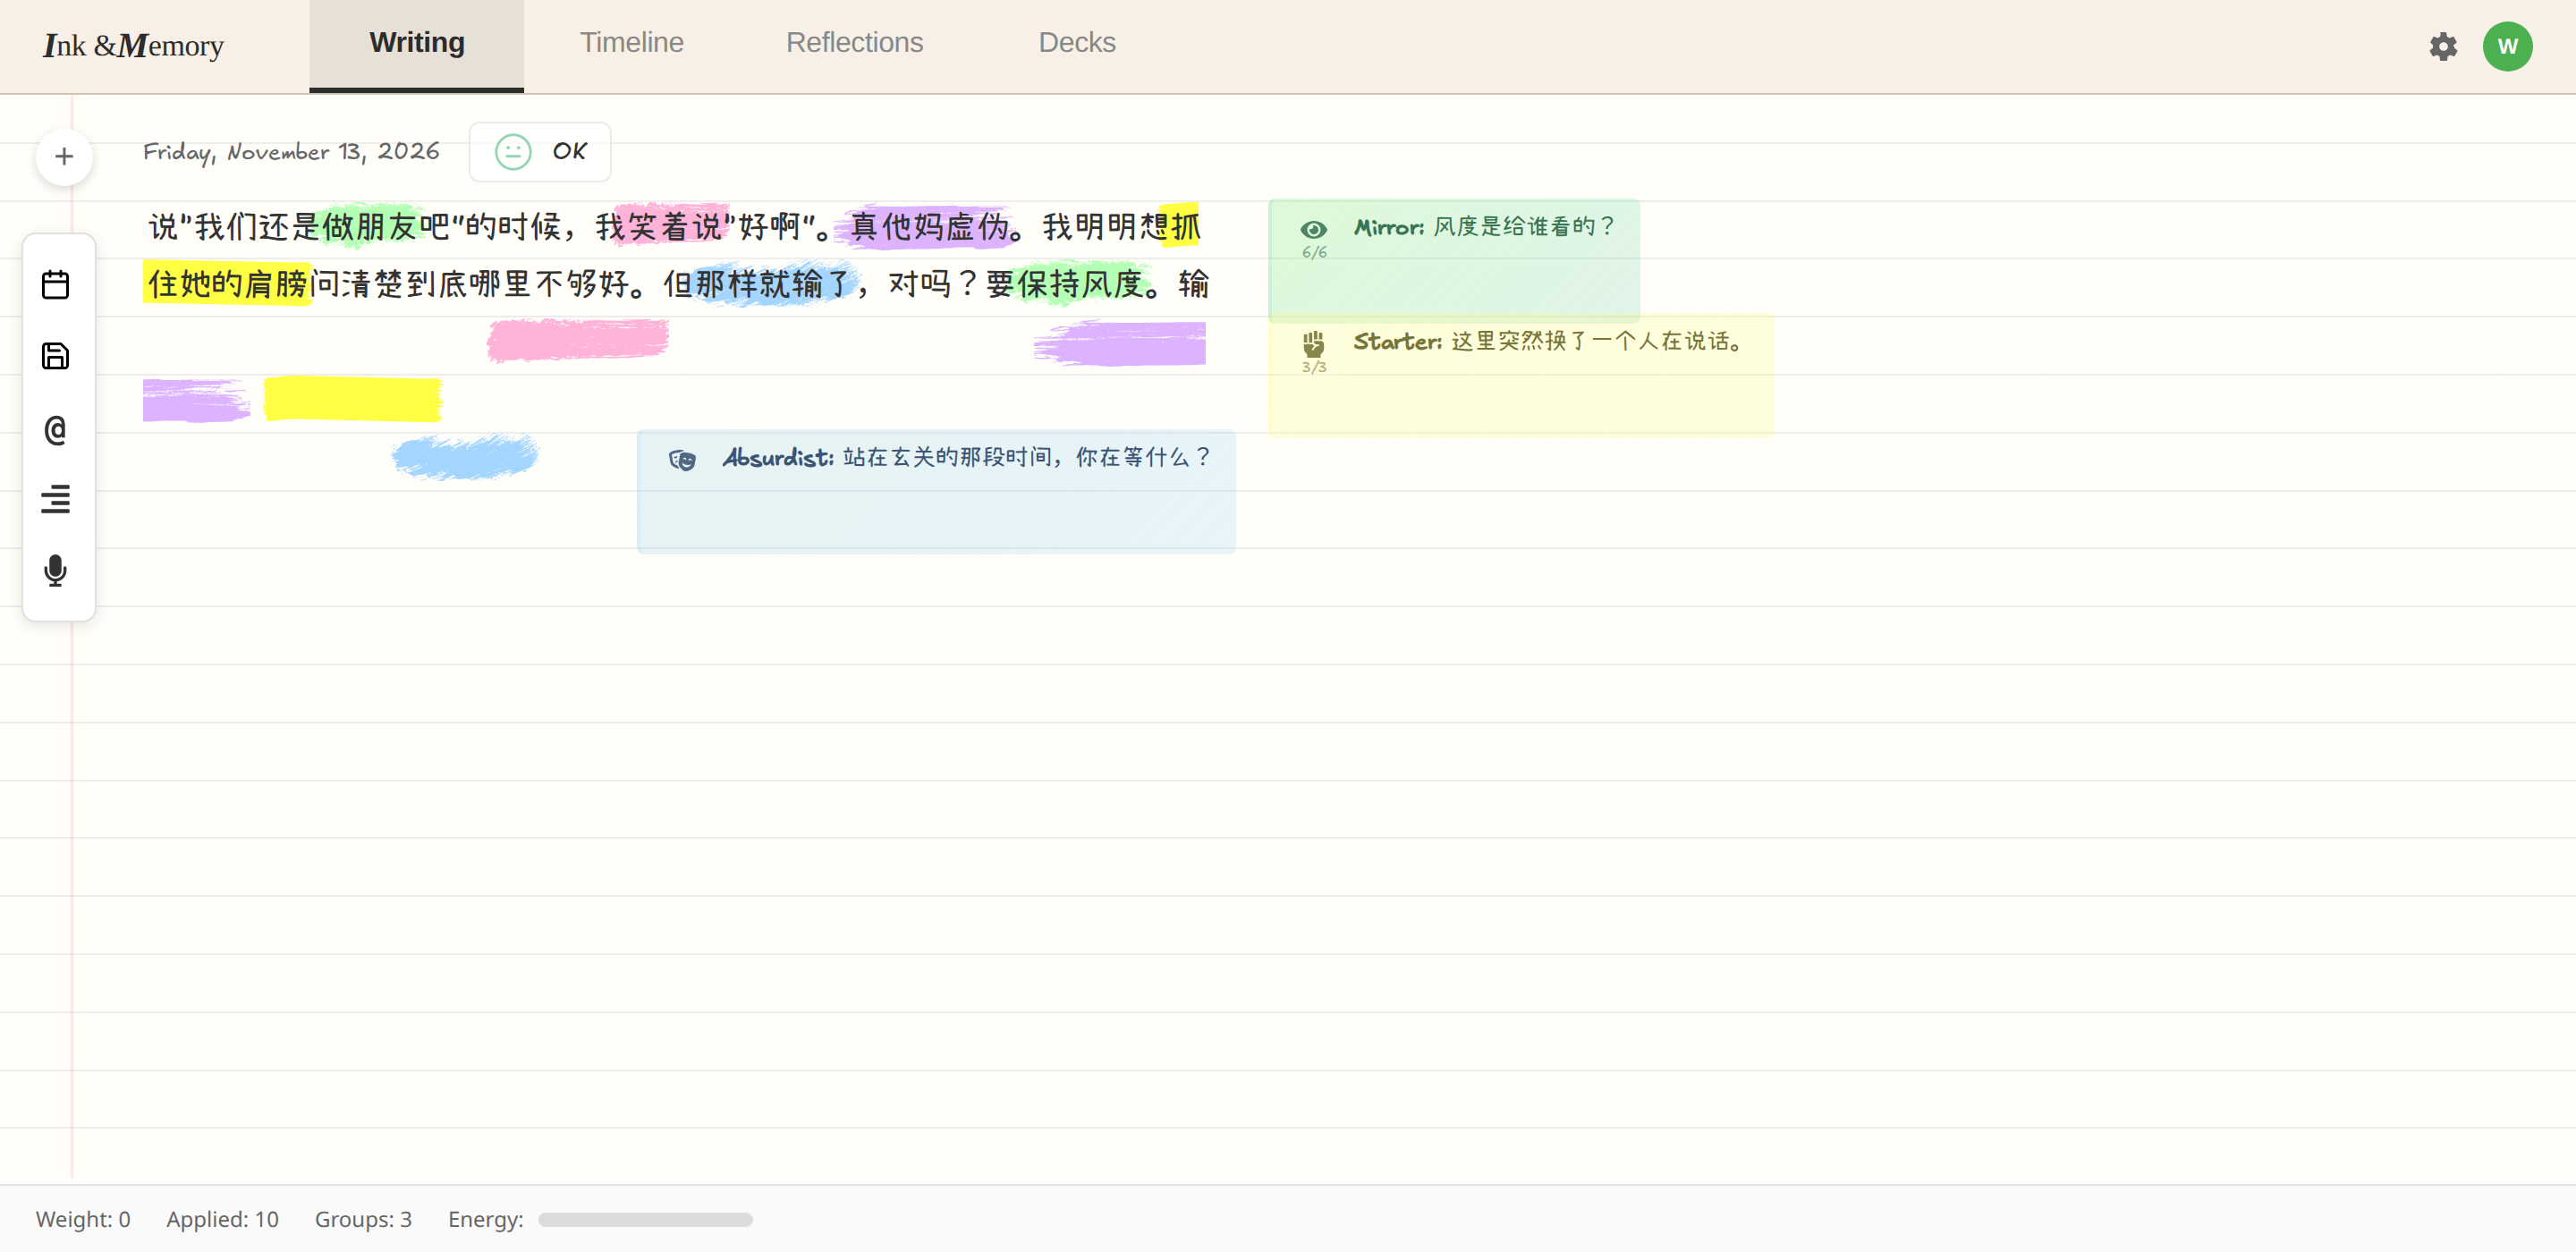 Ink & Memory
Writing
Timeline
Reflections
Decks
W
Friday, November 13, 2026
OK
说"我们还是做朋友吧"的时候，我笑着说"好啊"。真他妈虚伪。我明明想抓
住她的肩膀问清楚到底哪里不够好。但那样就输了，对吗？要保持风度。输
Mirror: 风度是给谁看的？
6/6
Starter: 这里突然换了一个人在说话。
3/3
Absurdist: 站在玄关的那段时间，你在等什么？
@
Weight: 0
Applied: 10
Groups: 3
Energy: